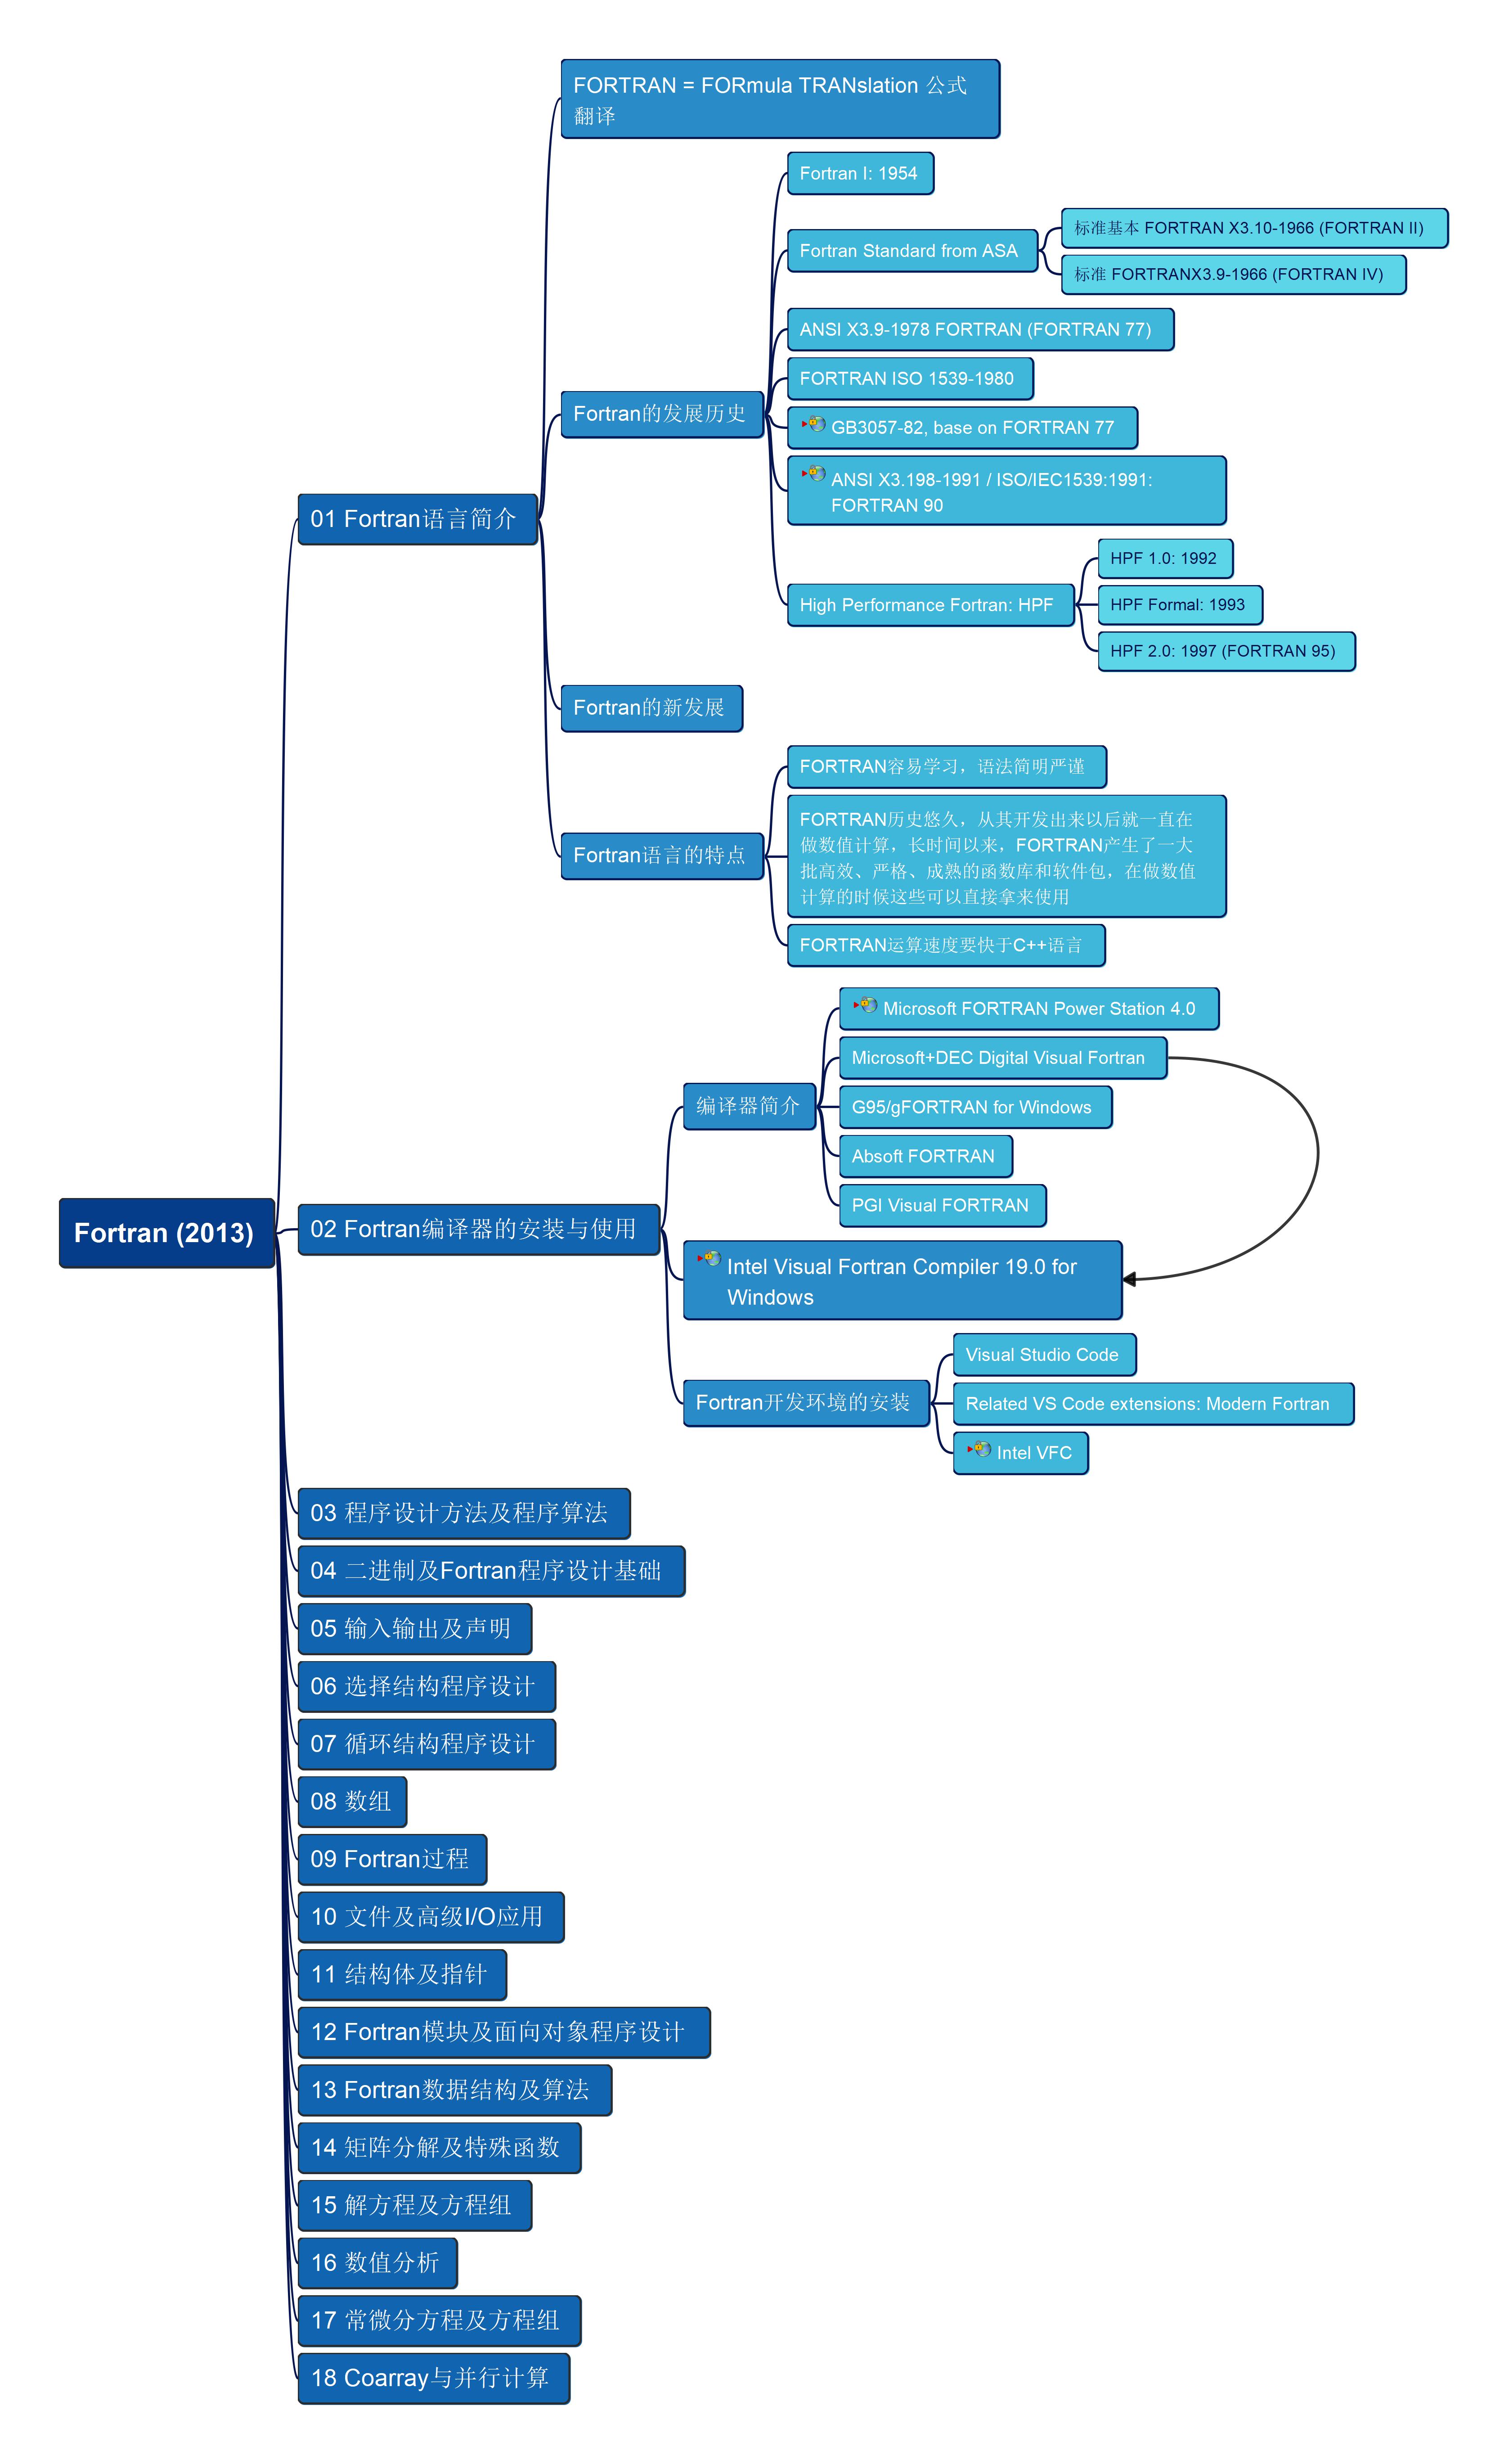 FORTRAN = FORmula TRANslation 公式
翻译
Fortran I: 1954
标准基本 FORTRAN X3.10-1966 (FORTRAN II)
Fortran Standard from ASA
标准 FORTRANX3.9-1966 (FORTRAN IV)
ANSI X3.9-1978 FORTRAN (FORTRAN 77)
FORTRAN ISO 1539-1980
Fortran的发展历史
GB3057-82, base on FORTRAN 77
ANSI X3.198-1991 / ISO/IEC1539:1991:
FORTRAN 90
01 Fortran语言简介
HPF 1.0: 1992
High Performance Fortran: HPF
HPF Formal: 1993
HPF 2.0: 1997 (FORTRAN 95)
Fortran的新发展
FORTRAN容易学习，语法简明严谨
FORTRAN历史悠久，从其开发出来以后就一直在
做数值计算，长时间以来，FORTRAN产生了一大
批高效、严格、成熟的函数库和软件包，在做数值
计算的时候这些可以直接拿来使用
Fortran语言的特点
FORTRAN运算速度要快于C++语言
Microsoft FORTRAN Power Station 4.0
Microsoft+DEC Digital Visual Fortran
编译器简介
G95/gFORTRAN for Windows
Absoft FORTRAN
PGI Visual FORTRAN
Fortran (2013)
02 Fortran编译器的安装与使用
Intel Visual Fortran Compiler 19.0 for
Windows
Visual Studio Code
Fortran开发环境的安装
Related VS Code extensions: Modern Fortran
Intel VFC
03 程序设计方法及程序算法
04 二进制及Fortran程序设计基础
05 输入输出及声明
06 选择结构程序设计
07 循环结构程序设计
08 数组
09 Fortran过程
10 文件及高级I/O应用
11 结构体及指针
12 Fortran模块及面向对象程序设计
13 Fortran数据结构及算法
14 矩阵分解及特殊函数
15 解方程及方程组
16 数值分析
17 常微分方程及方程组
18 Coarray与并行计算